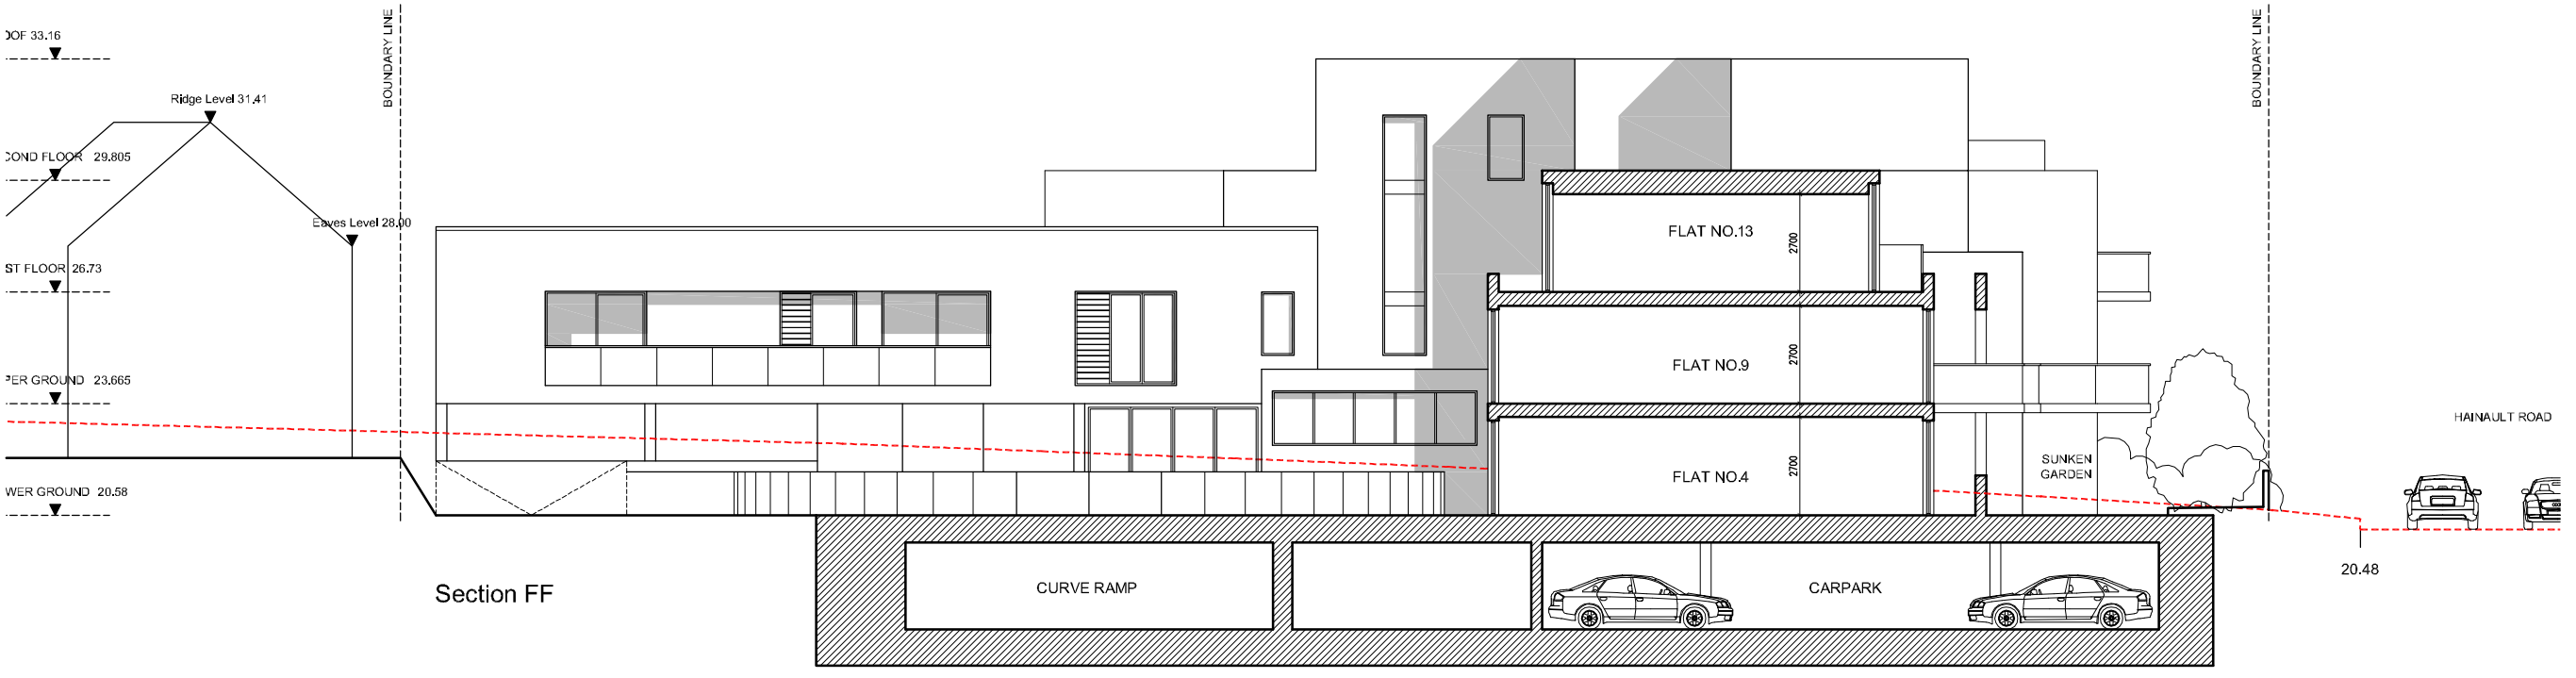 OOF 33.16
BOUNDARY LINE
BOUNDARY LINE
Ridge Level 31.41
COND FLOOR 29.805
Eaves Level 28.00
FLAT NO.13
2700
ST FLOOR 26.73
FLAT NO.9
2700
PER GROUND 23.665
HAINAULT ROAD
SUNKEN
GARDEN
FLAT NO.4
2700
WER GROUND 20.58
20.48
Section FF
CURVE RAMP
CARPARK